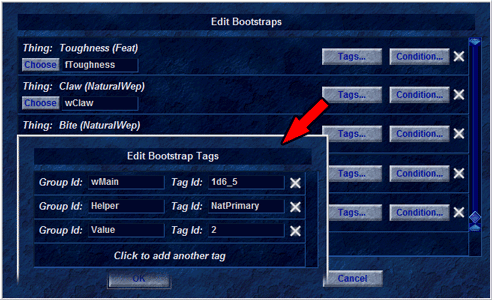 Edit Bootstraps
Thing: Toughness (Feat)
Choose fToughness Tags... Condition...
Thing: Claw (NaturalWep)
Choose wClaw Tags... Condition...
Thing: Bite (NaturalWep)
Tags... Condition...
Edit Bootstrap Tags
Tags... Condition...
Group Id: wMain Tag Id: 1d6_5
Group Id: Helper Tag Id: NatPrimary
Tags... Condition...
Group Id: Value Tag Id: 2
Click to add another tag
OK Cancel